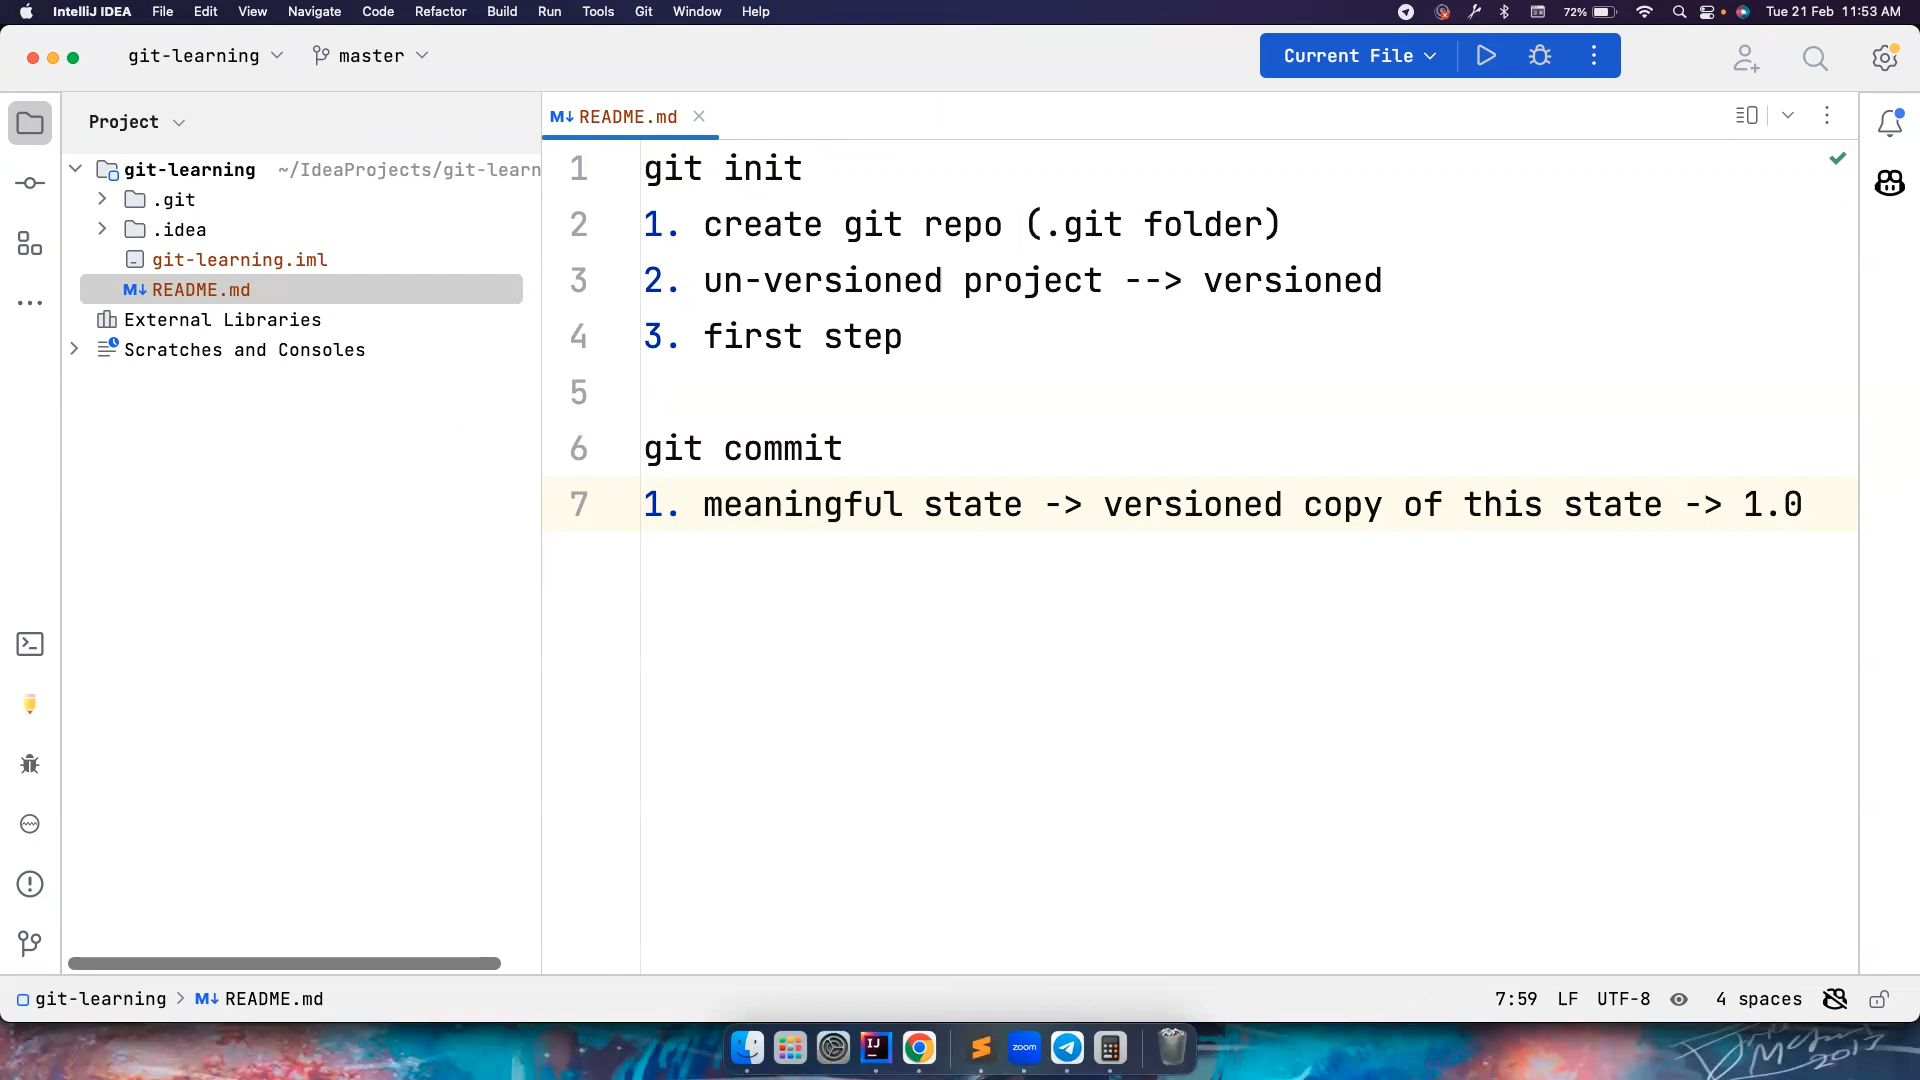 IntelliJ IDEA File Edit View Navigate Code Refactor Build Run Tools Git Window Help 72% Tue 21 Feb 11:53 AM
git-learning master Current File
Project
M↓ README.md
git-learning ~/IdeaProjects/git-learn
.git
.idea
git-learning.iml
M↓ README.md
External Libraries
Scratches and Consoles
1 git init
2 1. create git repo (.git folder)
3 2. un-versioned project --> versioned
4 3. first step
5
6 git commit
7 1. meaningful state -> versioned copy of this state -> 1.0
git-learning > M↓ README.md 7:59 LF UTF-8 4 spaces
IJ zoom
2017